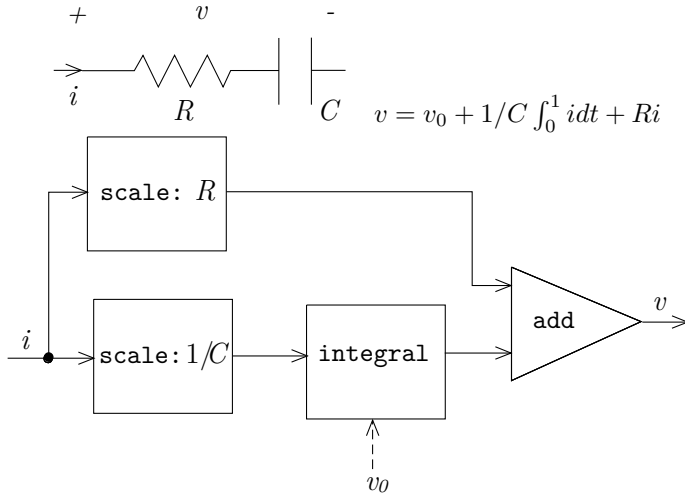 + v -
i
R C
v = v₀ + 1/C ∫₀¹ idt + Ri
scale: R
add
v
i
scale: 1/C
integral
v₀